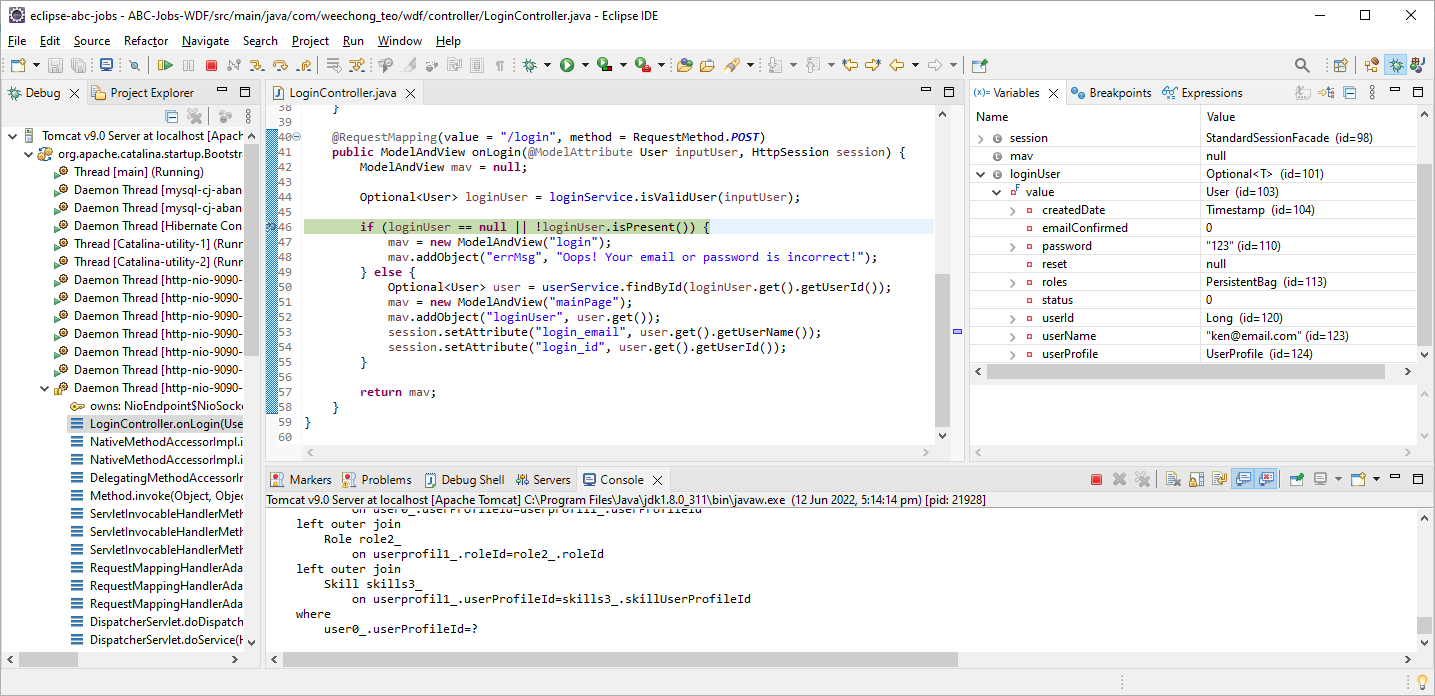 eclipse-abc-jobs - ABC-Jobs-WDF/src/main/java/com/weechong_teo/wdf/controller/LoginController.java - Eclipse IDE
File Edit Source Refactor Navigate Search Project Run Window Help
Debug Project Explorer
Tomcat v9.0 Server at localhost [Apach
org.apache.catalina.startup.Bootstra
Thread [main] (Running)
Daemon Thread [mysql-cj-aban
Daemon Thread [mysql-cj-aban
Daemon Thread [Hibernate Con
Thread [Catalina-utility-1] (Runn
Thread [Catalina-utility-2] (Runn
Daemon Thread [http-nio-9090-
Daemon Thread [http-nio-9090-
Daemon Thread [http-nio-9090-
Daemon Thread [http-nio-9090-
Daemon Thread [http-nio-9090-
Daemon Thread [http-nio-9090-
Daemon Thread [http-nio-9090-
owns: NioEndpoint$NioSocke
LoginController.onLogin(Use
NativeMethodAccessorImpl.i
NativeMethodAccessorImpl.i
DelegatingMethodAccessorIr
Method.invoke(Object, Objec
ServletInvocableHandlerMeth
ServletInvocableHandlerMeth
ServletInvocableHandlerMeth
RequestMappingHandlerAda
RequestMappingHandlerAda
RequestMappingHandlerAda
DispatcherServlet.doDispatch
DispatcherServlet.doService(H
LoginController.java
38 }
39
40 @RequestMapping(value = "/login", method = RequestMethod.POST)
41 public ModelAndView onLogin(@ModelAttribute User inputUser, HttpSession session) {
42 ModelAndView mav = null;
43
44 Optional<User> loginUser = loginService.isValidUser(inputUser);
45
46 if (loginUser == null || !loginUser.isPresent()) {
47 mav = new ModelAndView("login");
48 mav.addObject("errMsg", "Oops! Your email or password is incorrect!");
49 } else {
50 Optional<User> user = userService.findById(loginUser.get().getUserId());
51 mav = new ModelAndView("mainPage");
52 mav.addObject("loginUser", user.get());
53 session.setAttribute("login_email", user.get().getUserName());
54 session.setAttribute("login_id", user.get().getUserId());
55 }
56
57 return mav;
58 }
59 }
60
(x)= Variables Breakpoints Expressions
Name Value
session StandardSessionFacade (id=98)
mav null
loginUser Optional<T> (id=101)
value User (id=103)
createdDate Timestamp (id=104)
emailConfirmed 0
password "123" (id=110)
reset null
roles PersistentBag (id=113)
status 0
userId Long (id=120)
userName "ken@email.com" (id=123)
userProfile UserProfile (id=124)
Markers Problems Debug Shell Servers Console
Tomcat v9.0 Server at localhost [Apache Tomcat] C:\Program Files\Java\jdk1.8.0_311\bin\javaw.exe (12 Jun 2022, 5:14:14 pm) [pid: 21928]
on user0_.userProfileId=userprofil1_.userProfileId
left outer join
Role role2_
on userprofil1_.roleId=role2_.roleId
left outer join
Skill skills3_
on userprofil1_.userProfileId=skills3_.skillUserProfileId
where
user0_.userProfileId=?